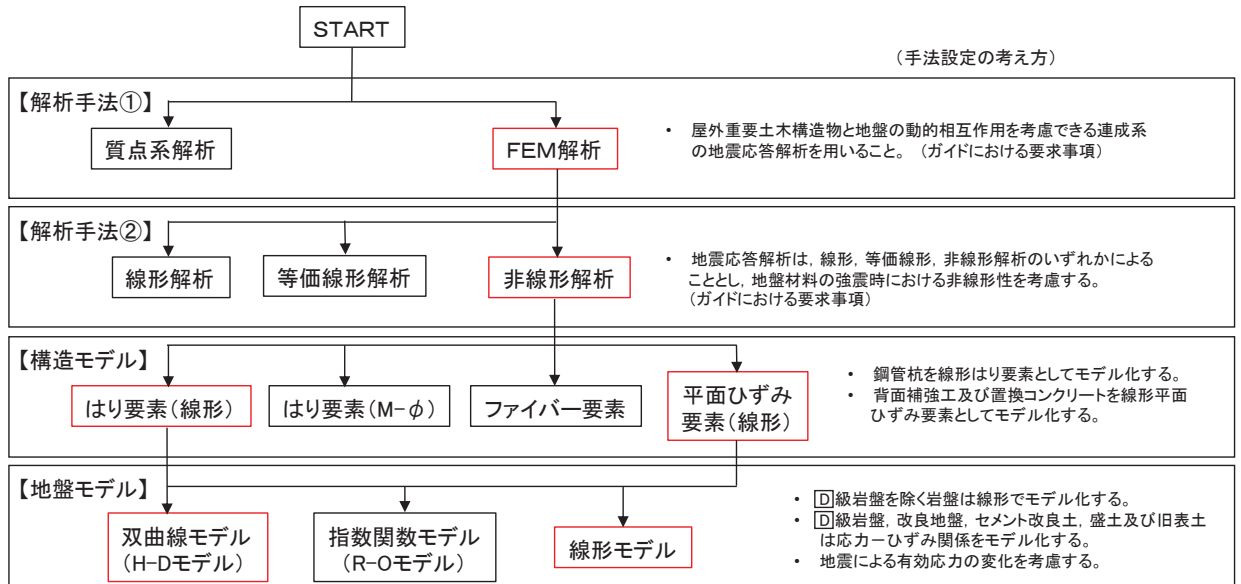 START
(手法設定の考え方)
【解析手法①】
質点系解析
FEM解析
・ 屋外重要土木構造物と地盤の動的相互作用を考慮できる連成系
の地震応答解析を用いること。(ガイドにおける要求事項)
【解析手法②】
線形解析
等価線形解析
非線形解析
・ 地震応答解析は,線形,等価線形,非線形解析のいずれかによる
こととし,地盤材料の強震時における非線形性を考慮する。
(ガイドにおける要求事項)
【構造モデル】
はり要素(線形)
はり要素(M-φ)
ファイバー要素
平面ひずみ
要素(線形)
・ 鋼管杭を線形はり要素としてモデル化する。
・ 背面補強工及び置換コンクリートを線形平面
ひずみ要素としてモデル化する。
【地盤モデル】
双曲線モデル
(H-Dモデル)
指数関数モデル
(R-Oモデル)
線形モデル
・ D級岩盤を除く岩盤は線形でモデル化する。
・ D級岩盤,改良地盤,セメント改良土,盛土及び旧表土
は応力ーひずみ関係をモデル化する。
・ 地震による有効応力の変化を考慮する。